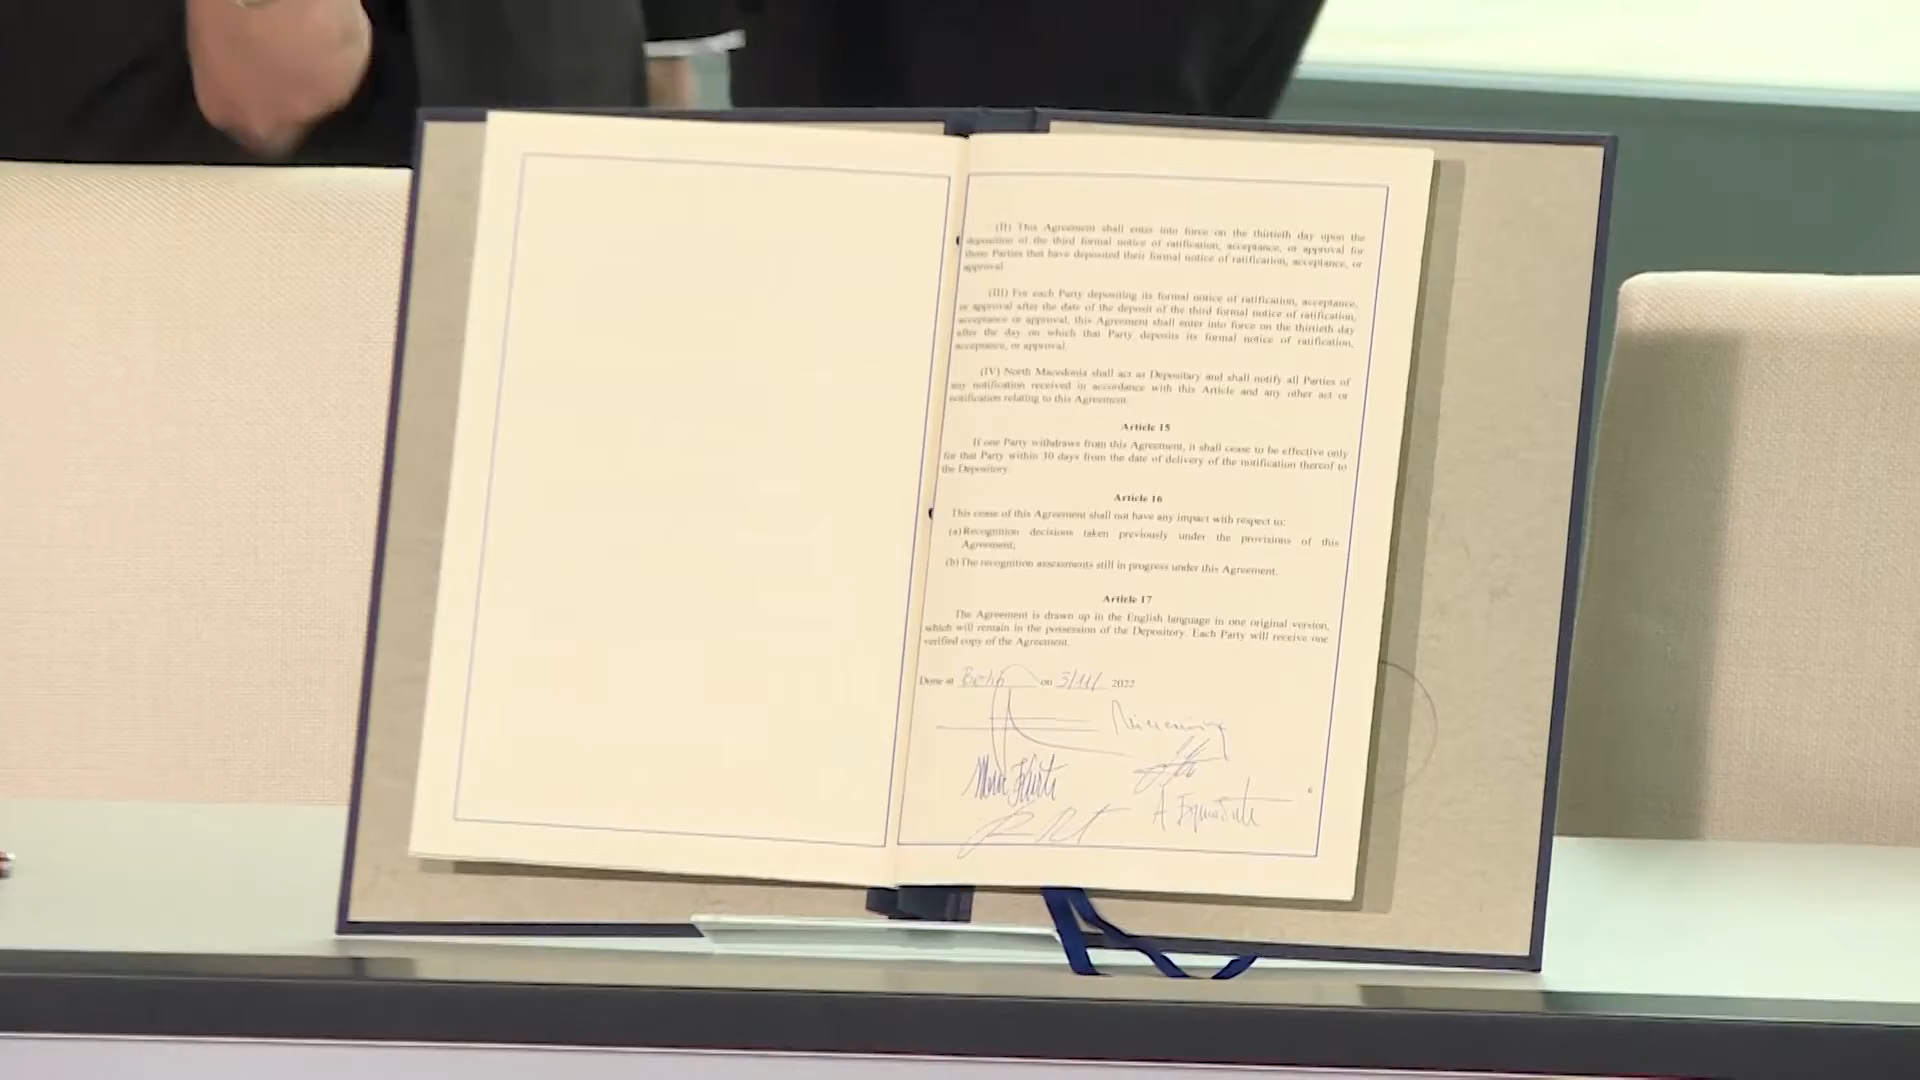 (II) This Agreement shall enter into force on the thirtieth day upon the
deposition of the third formal notice of ratification, acceptance, or approval for
those Parties that have deposited their formal notice of ratification, acceptance, or
approval.
(III) For each Party depositing its formal notice of ratification, acceptance,
or approval after the date of the deposit of the third formal notice of ratification,
acceptance or approval, this Agreement shall enter into force on the thirtieth day
after the day on which that Party deposits its formal notice of ratification,
acceptance, or approval.
(IV) North Macedonia shall act as Depositary and shall notify all Parties of
any notification received in accordance with this Article and any other act or
notification relating to this Agreement.
Article 15
If one Party withdraws from this Agreement, it shall cease to be effective only
for that Party within 30 days from the date of delivery of the notification thereof to
the Depository.
Article 16
This cease of this Agreement shall not have any impact with respect to:
(a) Recognition decisions taken previously under the provisions of this
Agreement;
(b) The recognition assessments still in progress under this Agreement.
Article 17
The Agreement is drawn up in the English language in one original version,
which will remain in the possession of the Depository. Each Party will receive one
verified copy of the Agreement.
Done at Berlin on 3/11/ 2022
6